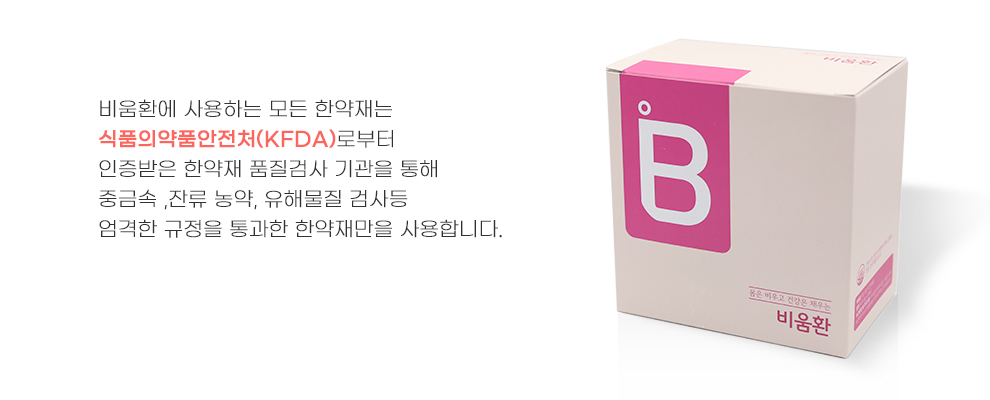 비움환에 사용하는 모든 한약재는
식품의약품안전처(KFDA)로부터
인증받은 한약재 품질검사 기관을 통해
중금속 ,잔류 농약, 유해물질 검사등
엄격한 규정을 통과한 한약재만을 사용합니다.
비움환
B
몸은 비우고 건강은 채우는
비움환